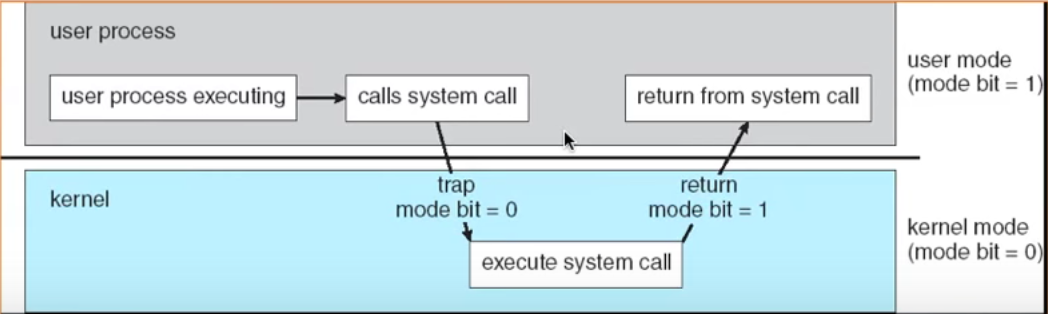 user process
user mode
(mode bit = 1)
user process executing
calls system call
return from system call
kernel
trap
mode bit = 0
return
mode bit = 1
kernel mode
(mode bit = 0)
execute system call